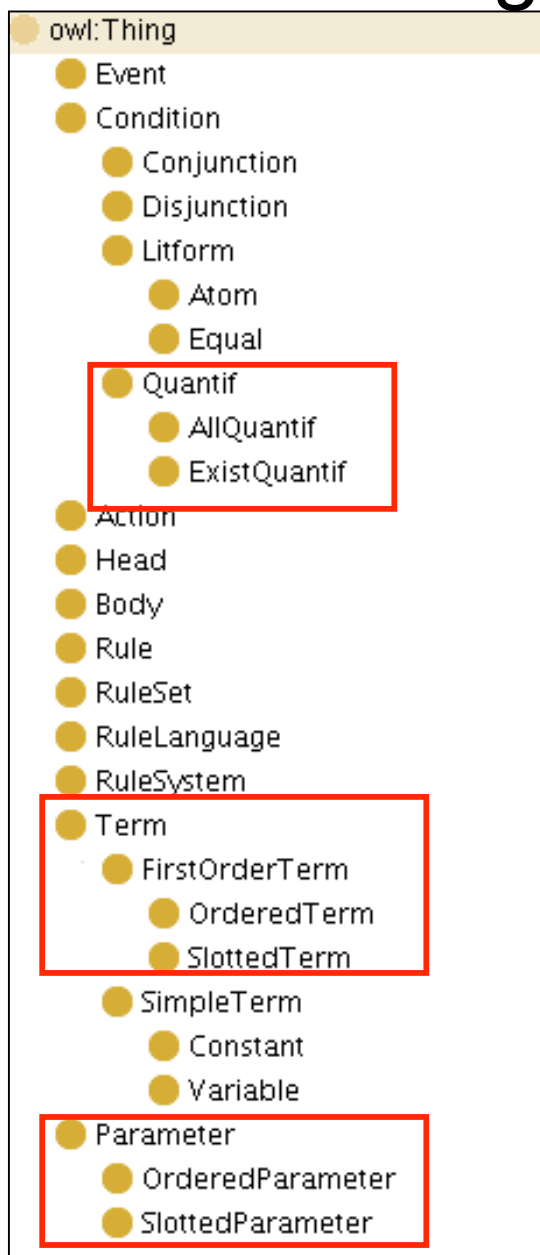 owl:Thing
Event
Condition
Conjunction
Disjunction
Litform
Atom
Equal
Quantif
AllQuantif
ExistQuantif
Action
Head
Body
Rule
RuleSet
RuleLanguage
RuleSystem
Term
FirstOrderTerm
OrderedTerm
SlottedTerm
SimpleTerm
Constant
Variable
Parameter
OrderedParameter
SlottedParameter